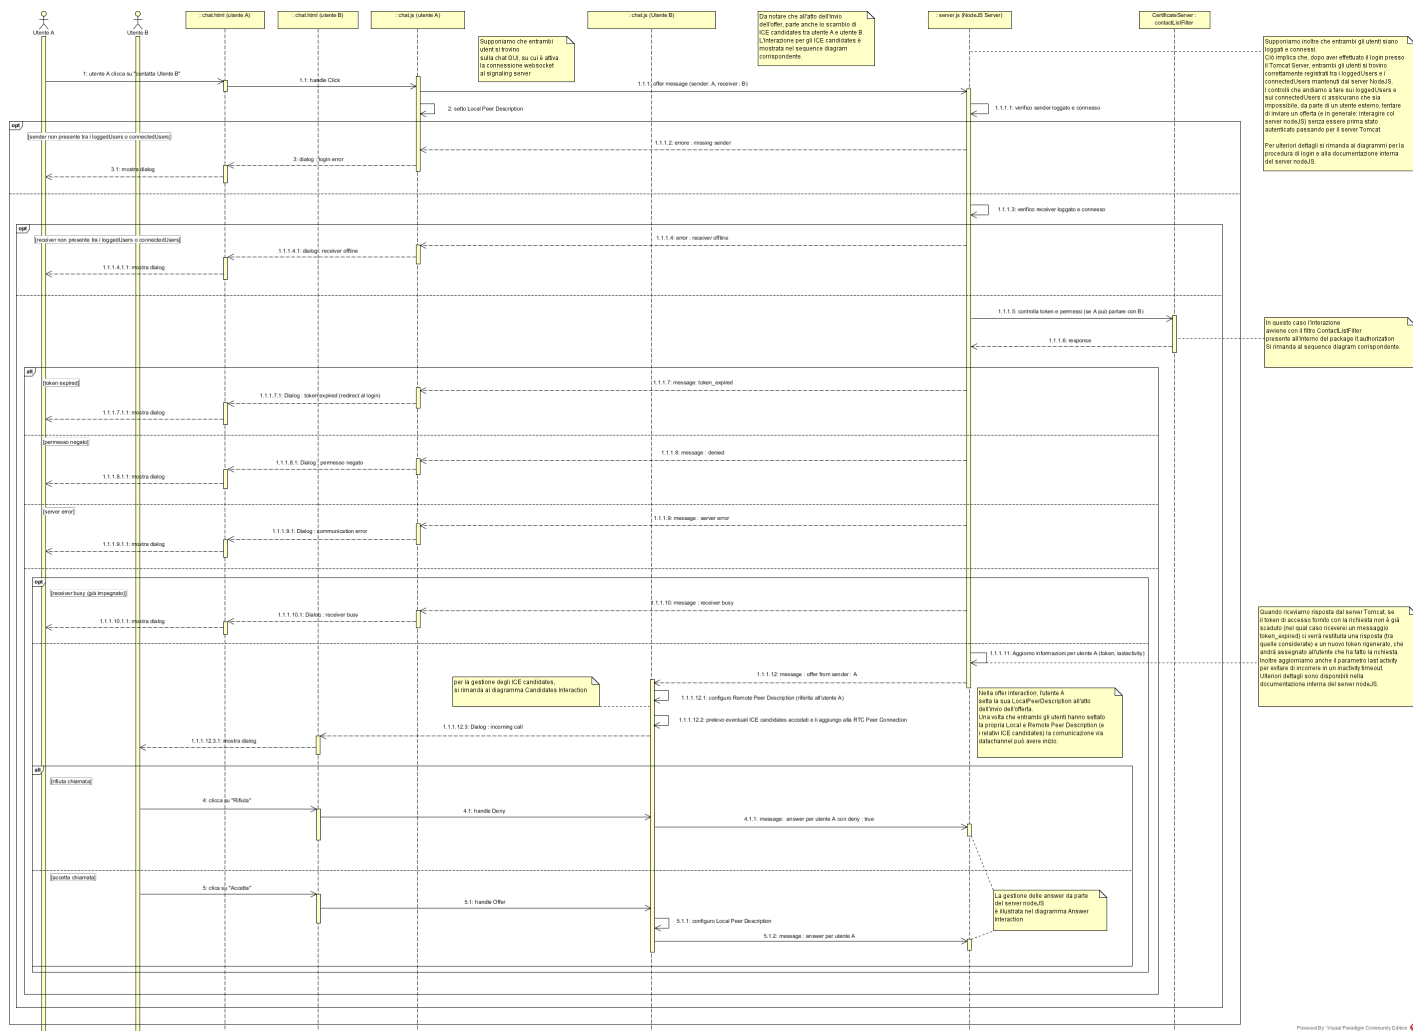 : chat.html (utente A)
: chat.html (utente B)
: chat.js (utente A)
: chat.js (Utente B)
: server.js (NodeJS Server)
CertificateServer :
contactListFilter
Utente A
Utente B
Supponiamo che entrambi
utent si trovino
sulla chat GUI, su cui è attiva
la connessione websocket
al signaling server
Da notare che all'atto dell'invio
dell'offer, parte anche lo scambio di
ICE candidates tra utente A e utente B.
L'interazione per gli ICE candidates è
mostrata nel sequence diagram
corrispondente.
Supponiamo inoltre che entrambi gli utenti siano
loggati e connessi.
Ciò implica che, dopo aver effettuato il login presso
il Tomcat Server, entrambi gli utenti si trovino
correttamente registrati tra i loggedUsers e i
connectedUsers mantenuti dal server NodeJS.
I controlli che andiamo a fare sui loggedUsers e
sui connectedUsers ci assicurano che sia
impossibile, da parte di un utente esterno, tentare
di inviare un offerta (e in generale: interagire col
server nodeJS) senza essere prima stato
autenticato passando per il server Tomcat.
Per ulteriori dettagli si rimanda ai diagrammi per la
procedura di login e alla documentazione interna
del server nodeJS.
1: utente A clicca su "contatta Utente B"
1.1: handle Click
1.1.1: offer message (sender: A, receiver : B)
2: setto Local Peer Description
1.1.1.1: verifico sender loggato e connesso
opt
[sender non presente tra i loggedUsers o connectedUsers]
1.1.1.2: errore : missing sender
3: dialog : login error
3.1: mostra dialog
1.1.1.3: verifico receiver loggato e connesso
opt
[receiver non presente tra i loggedUsers o connectedUsers]
1.1.1.4: error : receiver offline
1.1.1.4.1: dialog: receiver offline
1.1.1.4.1.1: mostra dialog
1.1.1.5: controlla token e permessi (se A può parlare con B)
1.1.1.6: response
In questo caso l'interazione
avviene con il filtro ContactListFilter
presente all'interno del package it.authorization
Si rimanda al sequence diagram corrispondente.
alt
[token expired]
1.1.1.7: message: token_expired
1.1.1.7.1: Dialog : token expired (redirect al login)
1.1.1.7.1.1: mostra dialog
[permesso negato]
1.1.1.8: message : denied
1.1.1.8.1: Dialog : permesso negato
1.1.1.8.1.1: mostra dialog
[server error]
1.1.1.9: message : server error
1.1.1.9.1: Dialog : communication error
1.1.1.9.1.1: mostra dialog
opt
[receiver busy (già impegnato)]
1.1.1.10: message : receiver busy
1.1.1.10.1: Dialog : receiver busy
1.1.1.10.1.1: mostra dialog
1.1.1.11: Aggiorno informazioni per utente A (token, lastactivity)
Quando riceviamo risposta dal server Tomcat, se
il token di accesso fornito con la richiesta non è già
scaduto (nel qual caso riceverei un messaggio
token_expired) ci verrà restituita una risposta (tra
quelle considerate) e un nuovo token rigenerato, che
andrà assegnato all'utente che ha fatto la richiesta.
Inoltre aggiorniamo anche il parametro last activity
per evitare di incorrere in un inactivity timeout.
Ulteriori dettagli sono disponibili nella
documentazione interna del server nodeJS.
1.1.1.12: message : offer from sender : A
per la gestione degli ICE candidates,
si rimanda al diagramma Candidates Interaction
1.1.1.12.1: configuro Remote Peer Description (riferita all'utente A)
1.1.1.12.2: prelevo eventuali ICE candidates accodati e li aggiungo alla RTC Peer Connection
Nella offer interaction, l'utente A
setta la sua LocalPeerDescription all'atto
dell'invio dell'offerta.
Una volta che entrambi gli utenti hanno settato
la propria Local e Remote Peer Description (e
i relativi ICE candidates) la comunicazione via
datachannel può avere inizio.
1.1.1.12.3: Dialog : incoming call
1.1.1.12.3.1: mostra dialog
alt
[rifiuta chiamata]
4: clicca su "Rifiuta"
4.1: handle Deny
4.1.1: message: answer per utente A con deny : true
[accetta chiamata]
5: clica su "Accetta"
5.1: handle Offer
5.1.1: configuro Local Peer Description
5.1.2: message : answer per utente A
La gestione delle answer da parte
del server nodeJS
è illustrata nel diagramma Answer
Interaction
Powered By Visual Paradigm Community Edition